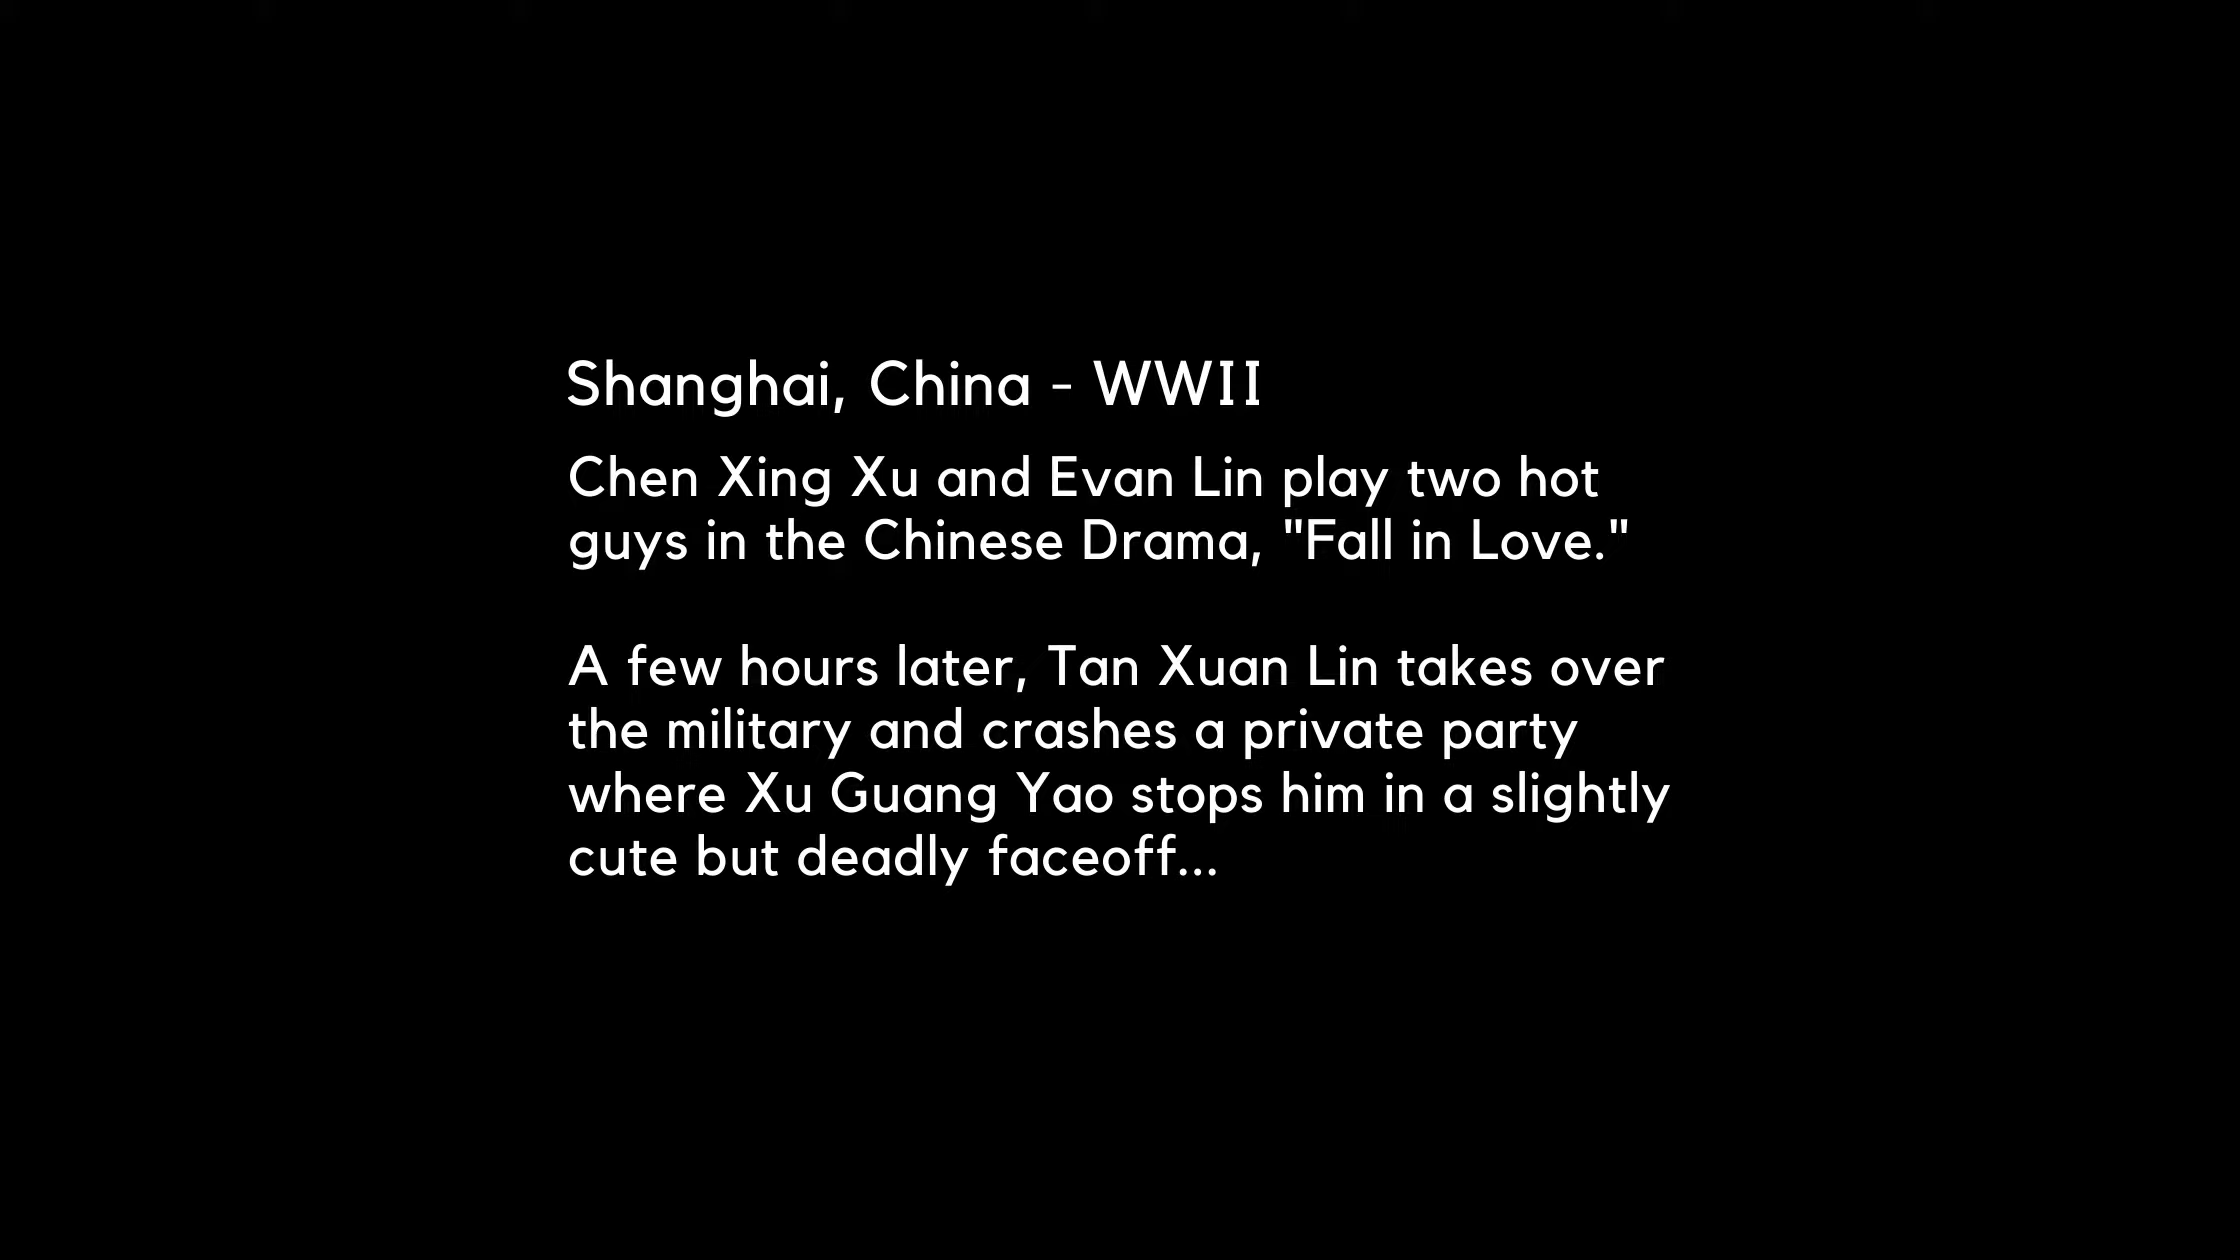 Shanghai, China - WWII
Chen Xing Xu and Evan Lin play two hot
guys in the Chinese Drama, "Fall in Love."
A few hours later, Tan Xuan Lin takes over
the military and crashes a private party
where Xu Guang Yao stops him in a slightly
cute but deadly faceoff...